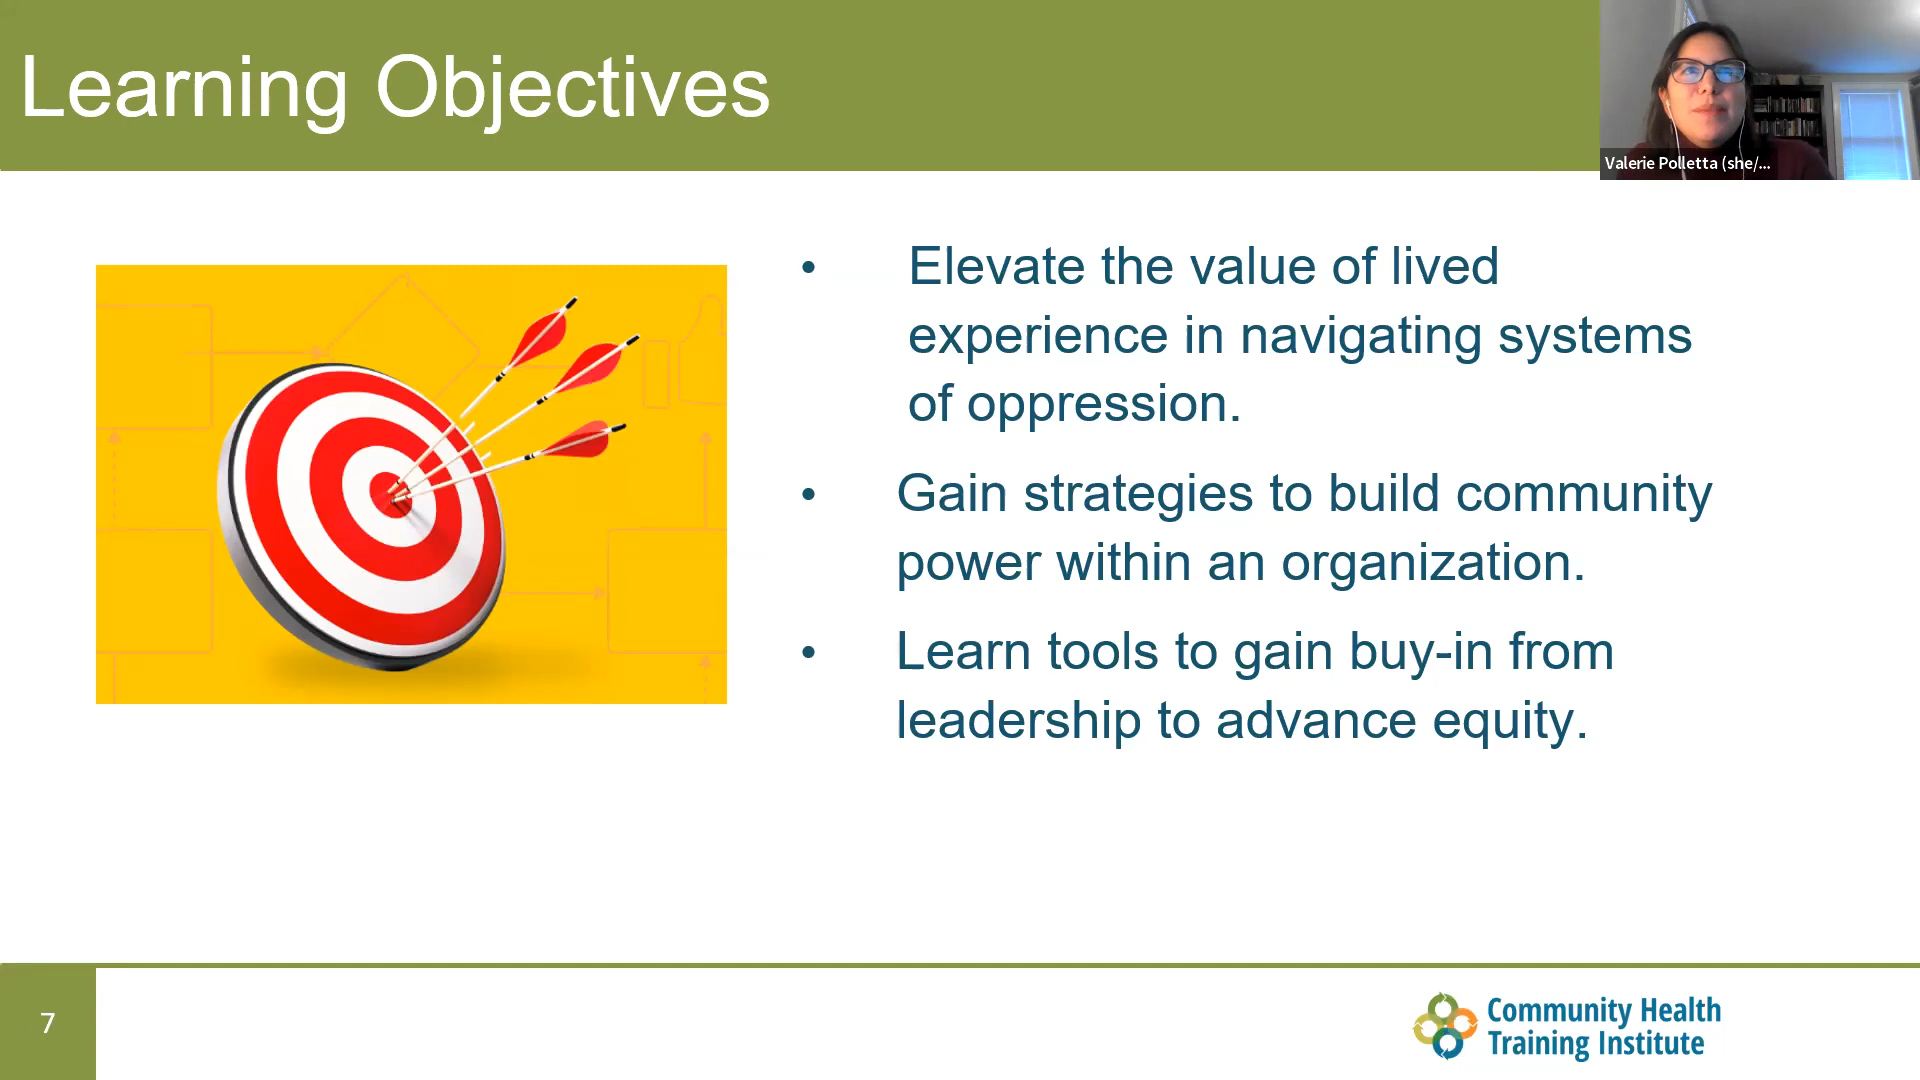 Learning Objectives
Valerie Polletta (she/...
• Elevate the value of lived
experience in navigating systems
of oppression.
• Gain strategies to build community
power within an organization.
• Learn tools to gain buy-in from
leadership to advance equity.
7
Community Health
Training Institute